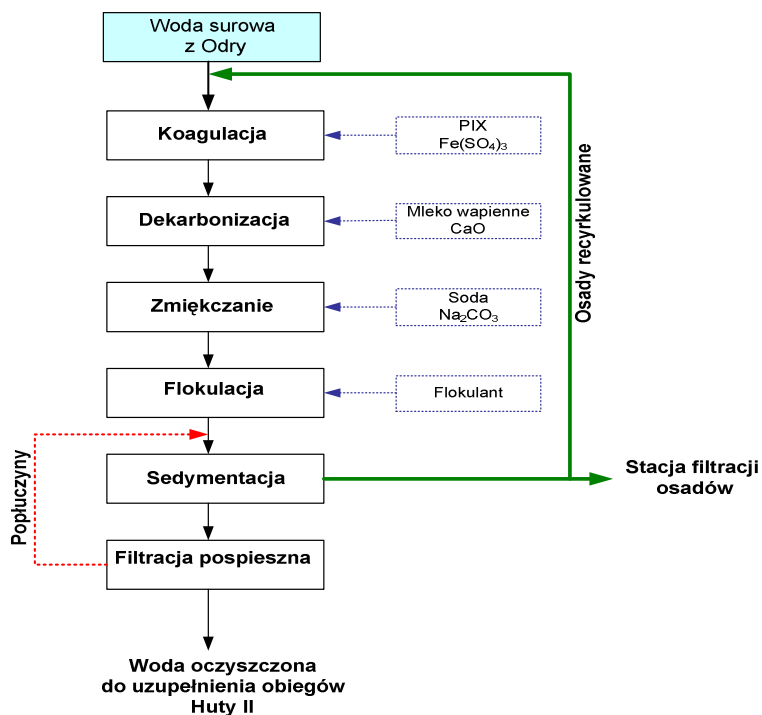 Woda surowa
z Odry
Koagulacja
PIX
Fe(SO₄)₃
Dekarbonizacja
Mleko wapienne
CaO
Zmiękczanie
Soda
Na₂CO₃
Flokulacja
Flokulant
Osady recyrkulowane
Sedymentacja
Stacja filtracji
osadów
Popłuczyny
Filtracja pospieszna
Woda oczyszczona
do uzupełnienia obiegów
Huty II